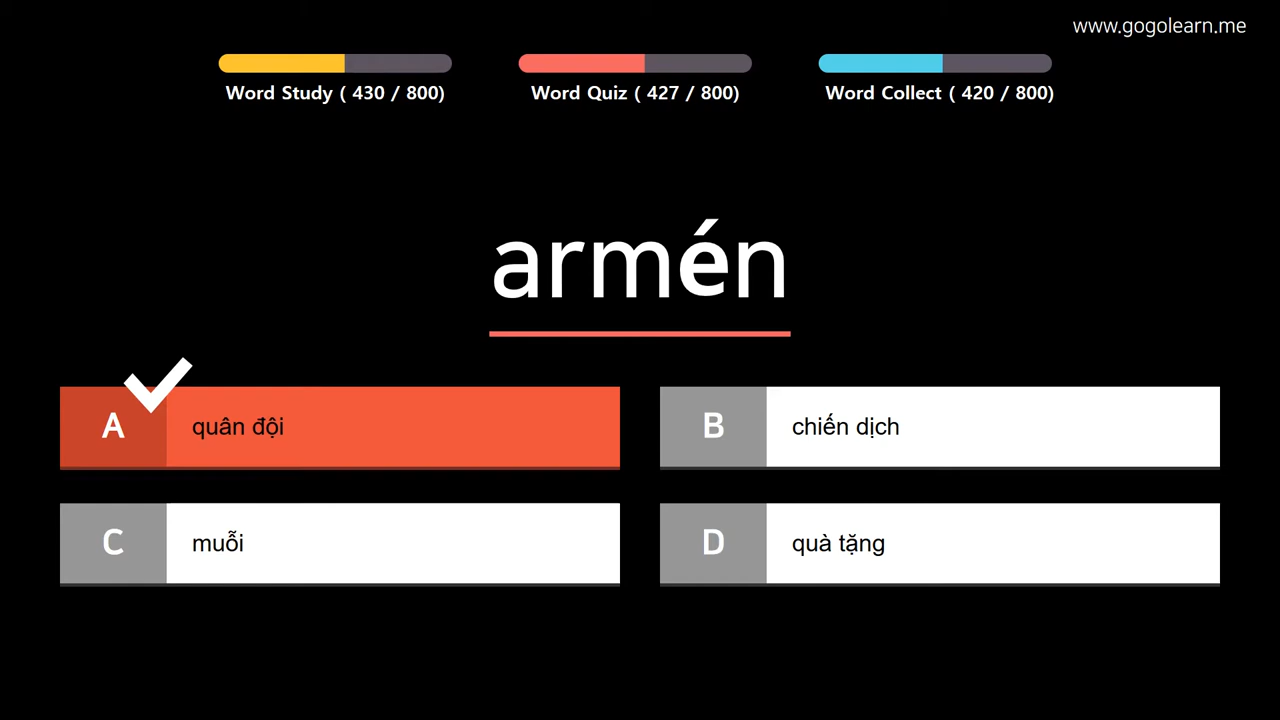 www.gogolearn.me
Word Study ( 430 / 800)
Word Quiz ( 427 / 800)
Word Collect ( 420 / 800)
armén
A quân đội
B chiến dịch
C muỗi
D quà tặng